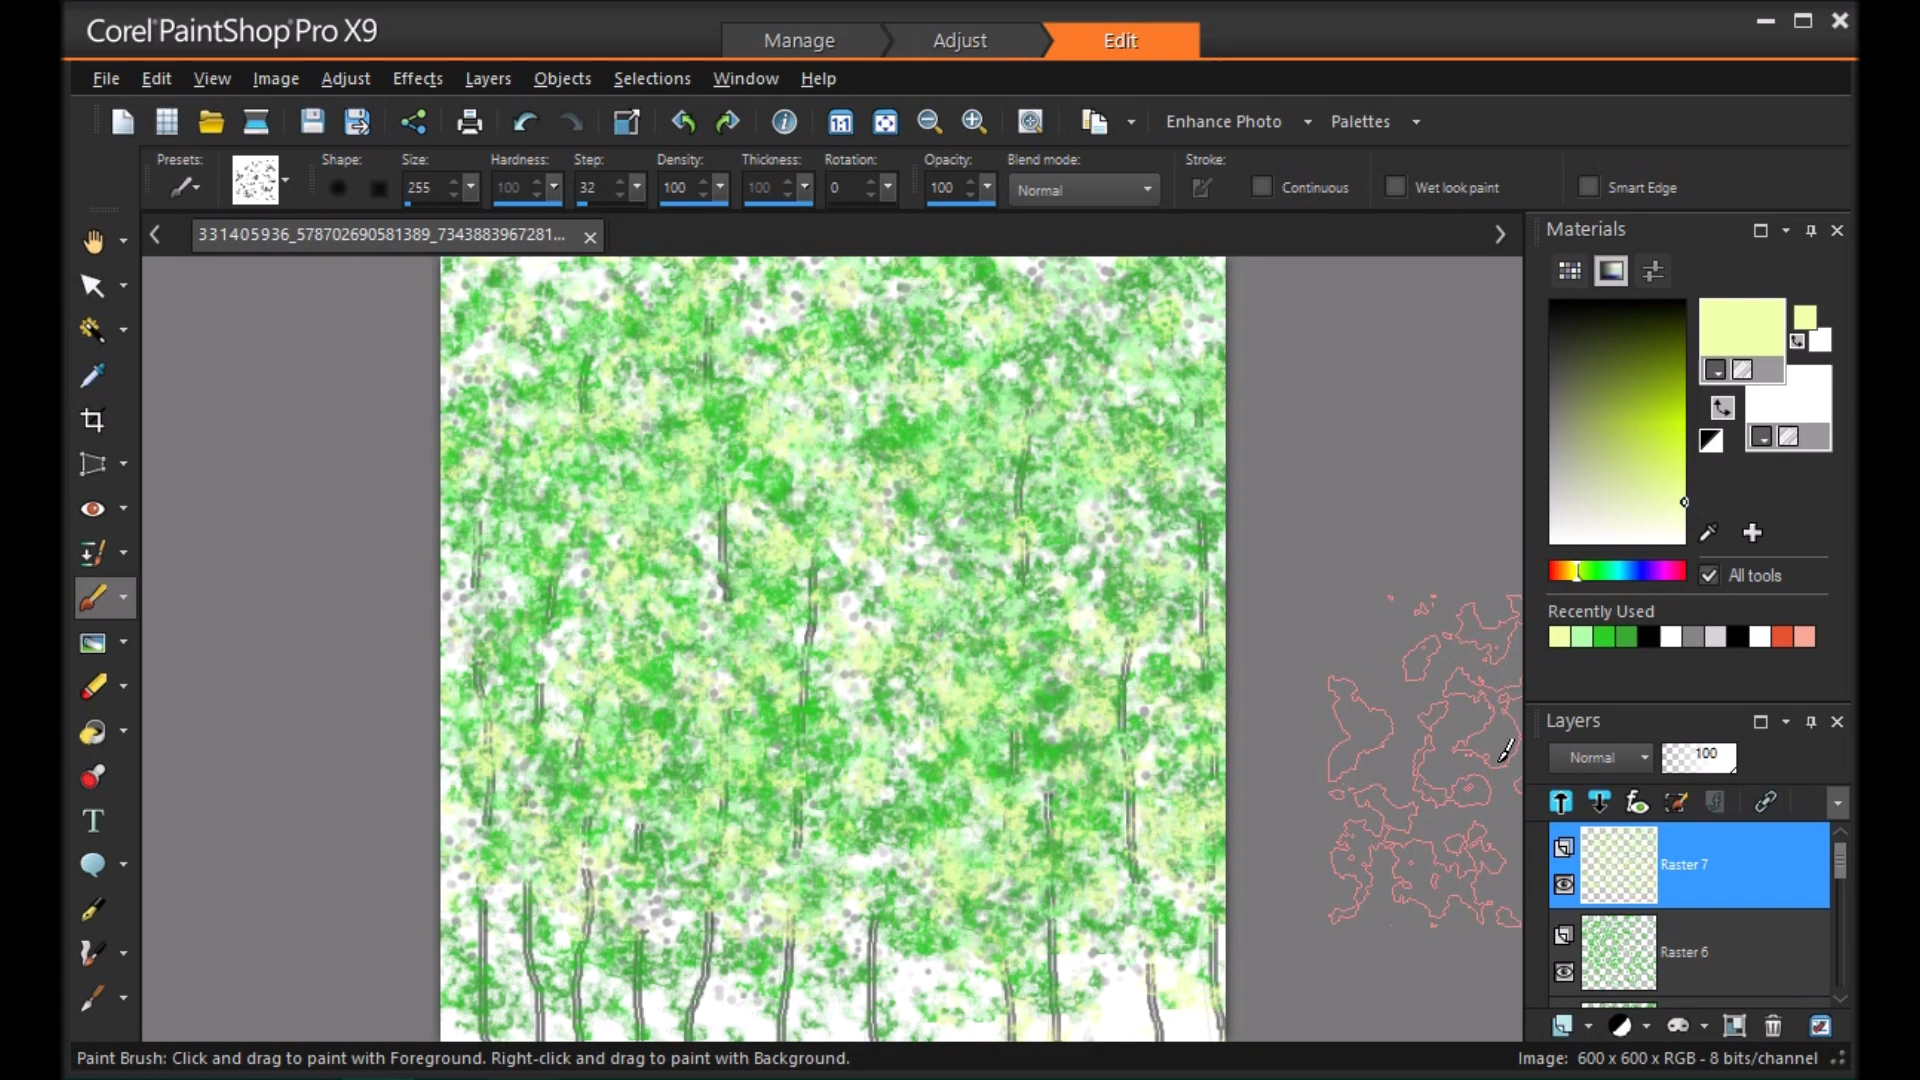 Corel PaintShop Pro X9
Manage Adjust Edit
File Edit View Image Adjust Effects Layers Objects Selections Window Help
1:1 Enhance Photo Palettes
Presets: Shape: Size: Hardness: Step: Density: Thickness: Rotation: Opacity: Blend mode: Stroke:
255 100 32 100 100 0 100 Normal Continuous Wet look paint Smart Edge
331405936_578702690581389_7343883967281...
Materials
All tools
Recently Used
Layers
Normal 100
Raster 7
Raster 6
Paint Brush: Click and drag to paint with Foreground. Right-click and drag to paint with Background.
Image: 600 x 600 x RGB - 8 bits/channel